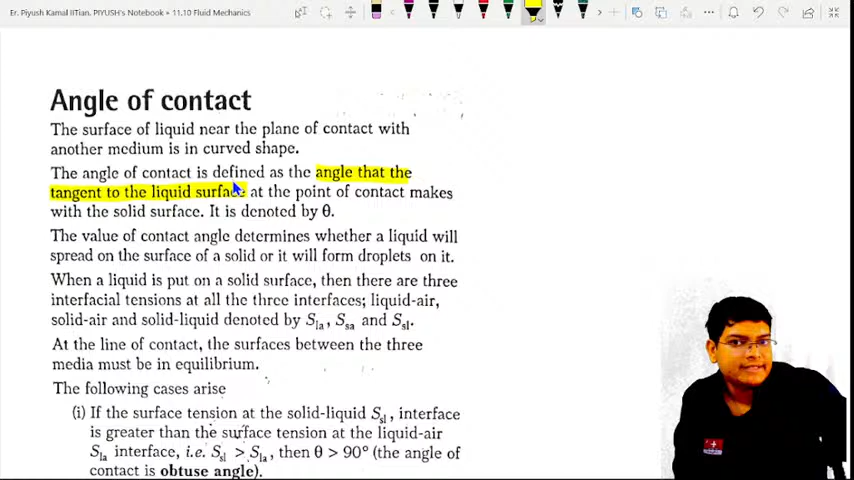 Er. Piyush Kamal IITian. PIYUSH's Notebook » 11.10 Fluid Mechanics
Angle of contact
The surface of liquid near the plane of contact with
another medium is in curved shape.
The angle of contact is defined as the angle that the
tangent to the liquid surface at the point of contact makes
with the solid surface. It is denoted by θ.
The value of contact angle determines whether a liquid will
spread on the surface of a solid or it will form droplets on it.
When a liquid is put on a solid surface, then there are three
interfacial tensions at all the three interfaces; liquid-air,
solid-air and solid-liquid denoted by Sla, Ssa and Ssl.
At the line of contact, the surfaces between the three
media must be in equilibrium.
The following cases arise
(i) If the surface tension at the solid-liquid Ssl, interface
is greater than the surface tension at the liquid-air
Sla interface, i.e. Ssl > Sla, then θ > 90° (the angle of
contact is obtuse angle).